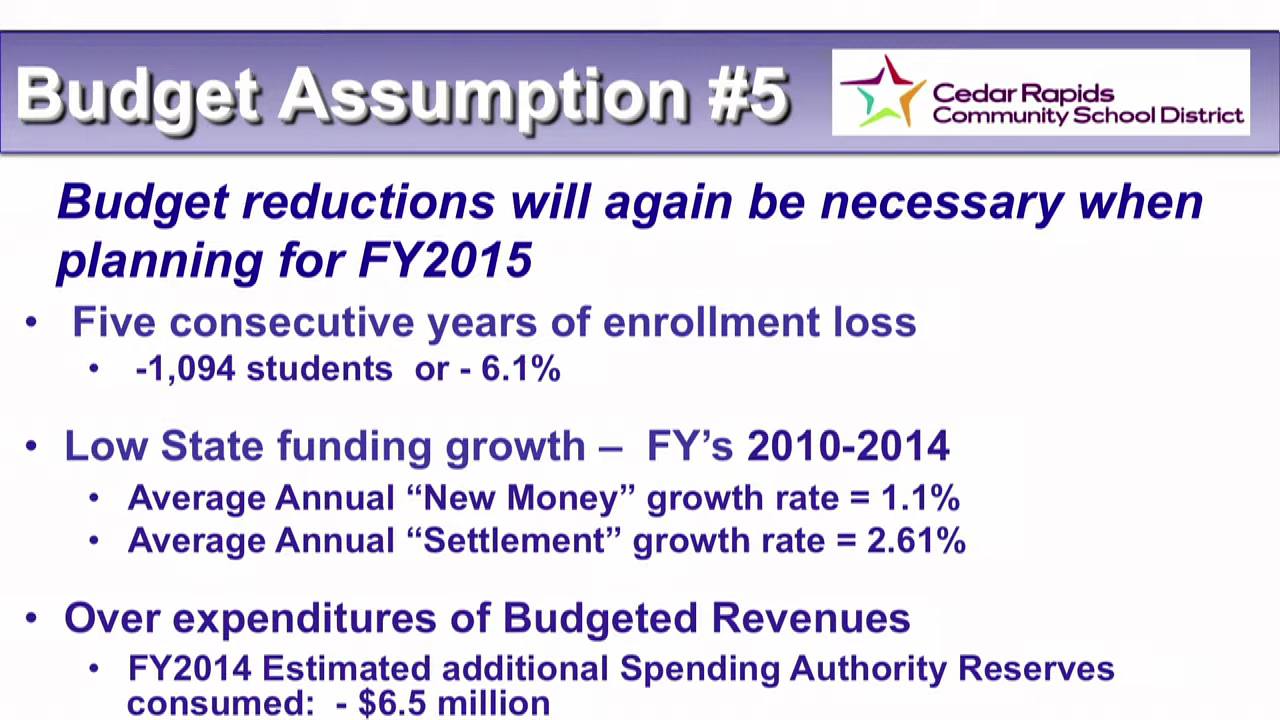 Budget Assumption #5
Cedar Rapids
Community School District
Budget reductions will again be necessary when
planning for FY2015
• Five consecutive years of enrollment loss
• -1,094 students or - 6.1%
• Low State funding growth – FY’s 2010-2014
• Average Annual “New Money” growth rate = 1.1%
• Average Annual “Settlement” growth rate = 2.61%
• Over expenditures of Budgeted Revenues
• FY2014 Estimated additional Spending Authority Reserves
consumed: - $6.5 million